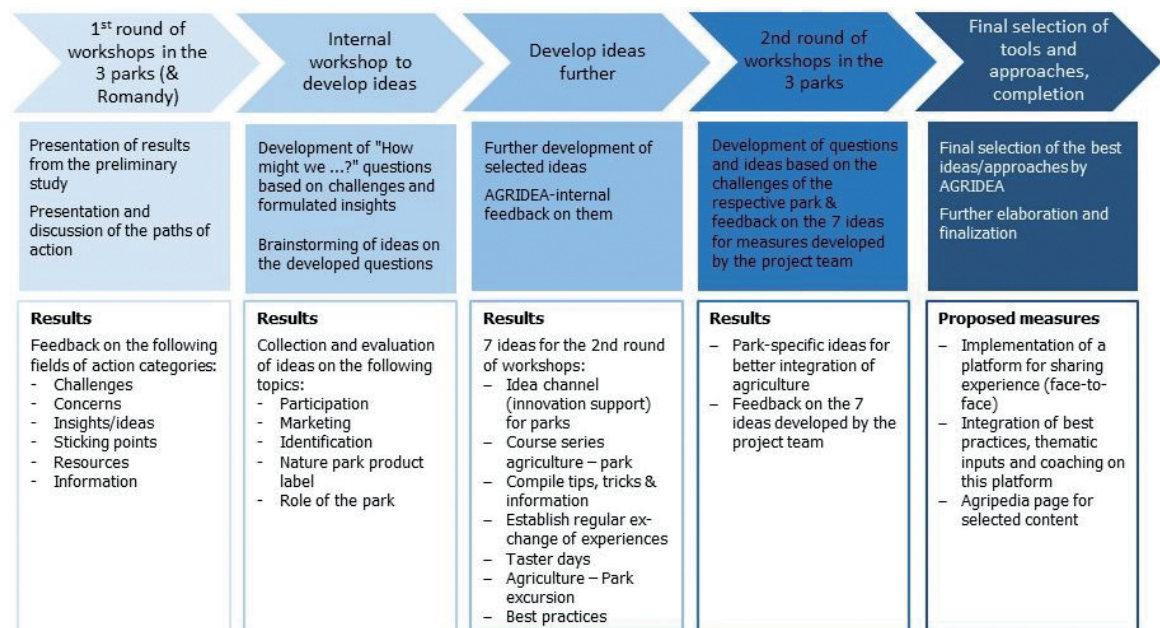 1st round of
workshops in the
3 parks (&
Romandy)
Internal
workshop to
develop ideas
Develop ideas
further
2nd round of
workshops in the
3 parks
Final selection of
tools and
approaches,
completion
Presentation of results
from the preliminary
study
Presentation and
discussion of the paths of
action
Development of "How
might we ...?" questions
based on challenges and
formulated insights
Brainstorming of ideas on
the developed questions
Further development of
selected ideas
AGRIDEA-internal
feedback on them
Development of questions
and ideas based on the
challenges of the
respective park &
feedback on the 7 ideas
for measures developed
by the project team
Final selection of the best
ideas/approaches by
AGRIDEA
Further elaboration and
finalization
Results
Feedback on the following
fields of action categories:
- Challenges
- Concerns
- Insights/ideas
- Sticking points
- Resources
- Information
Results
Collection and evaluation
of ideas on the following
topics:
- Participation
- Marketing
- Identification
- Nature park product
label
- Role of the park
Results
7 ideas for the 2nd round
of workshops:
– Idea channel
(innovation support)
for parks
– Course series
agriculture – park
– Compile tips, tricks &
information
– Establish regular ex-
change of experiences
– Taster days
– Agriculture – Park
excursion
– Best practices
Results
– Park-specific ideas for
better integration of
agriculture
– Feedback on the 7
ideas developed by the
project team
Proposed measures
– Implementation of a
platform for sharing
experience (face-to-
face)
– Integration of best
practices, thematic
inputs and coaching on
this platform
– Agripedia page for
selected content